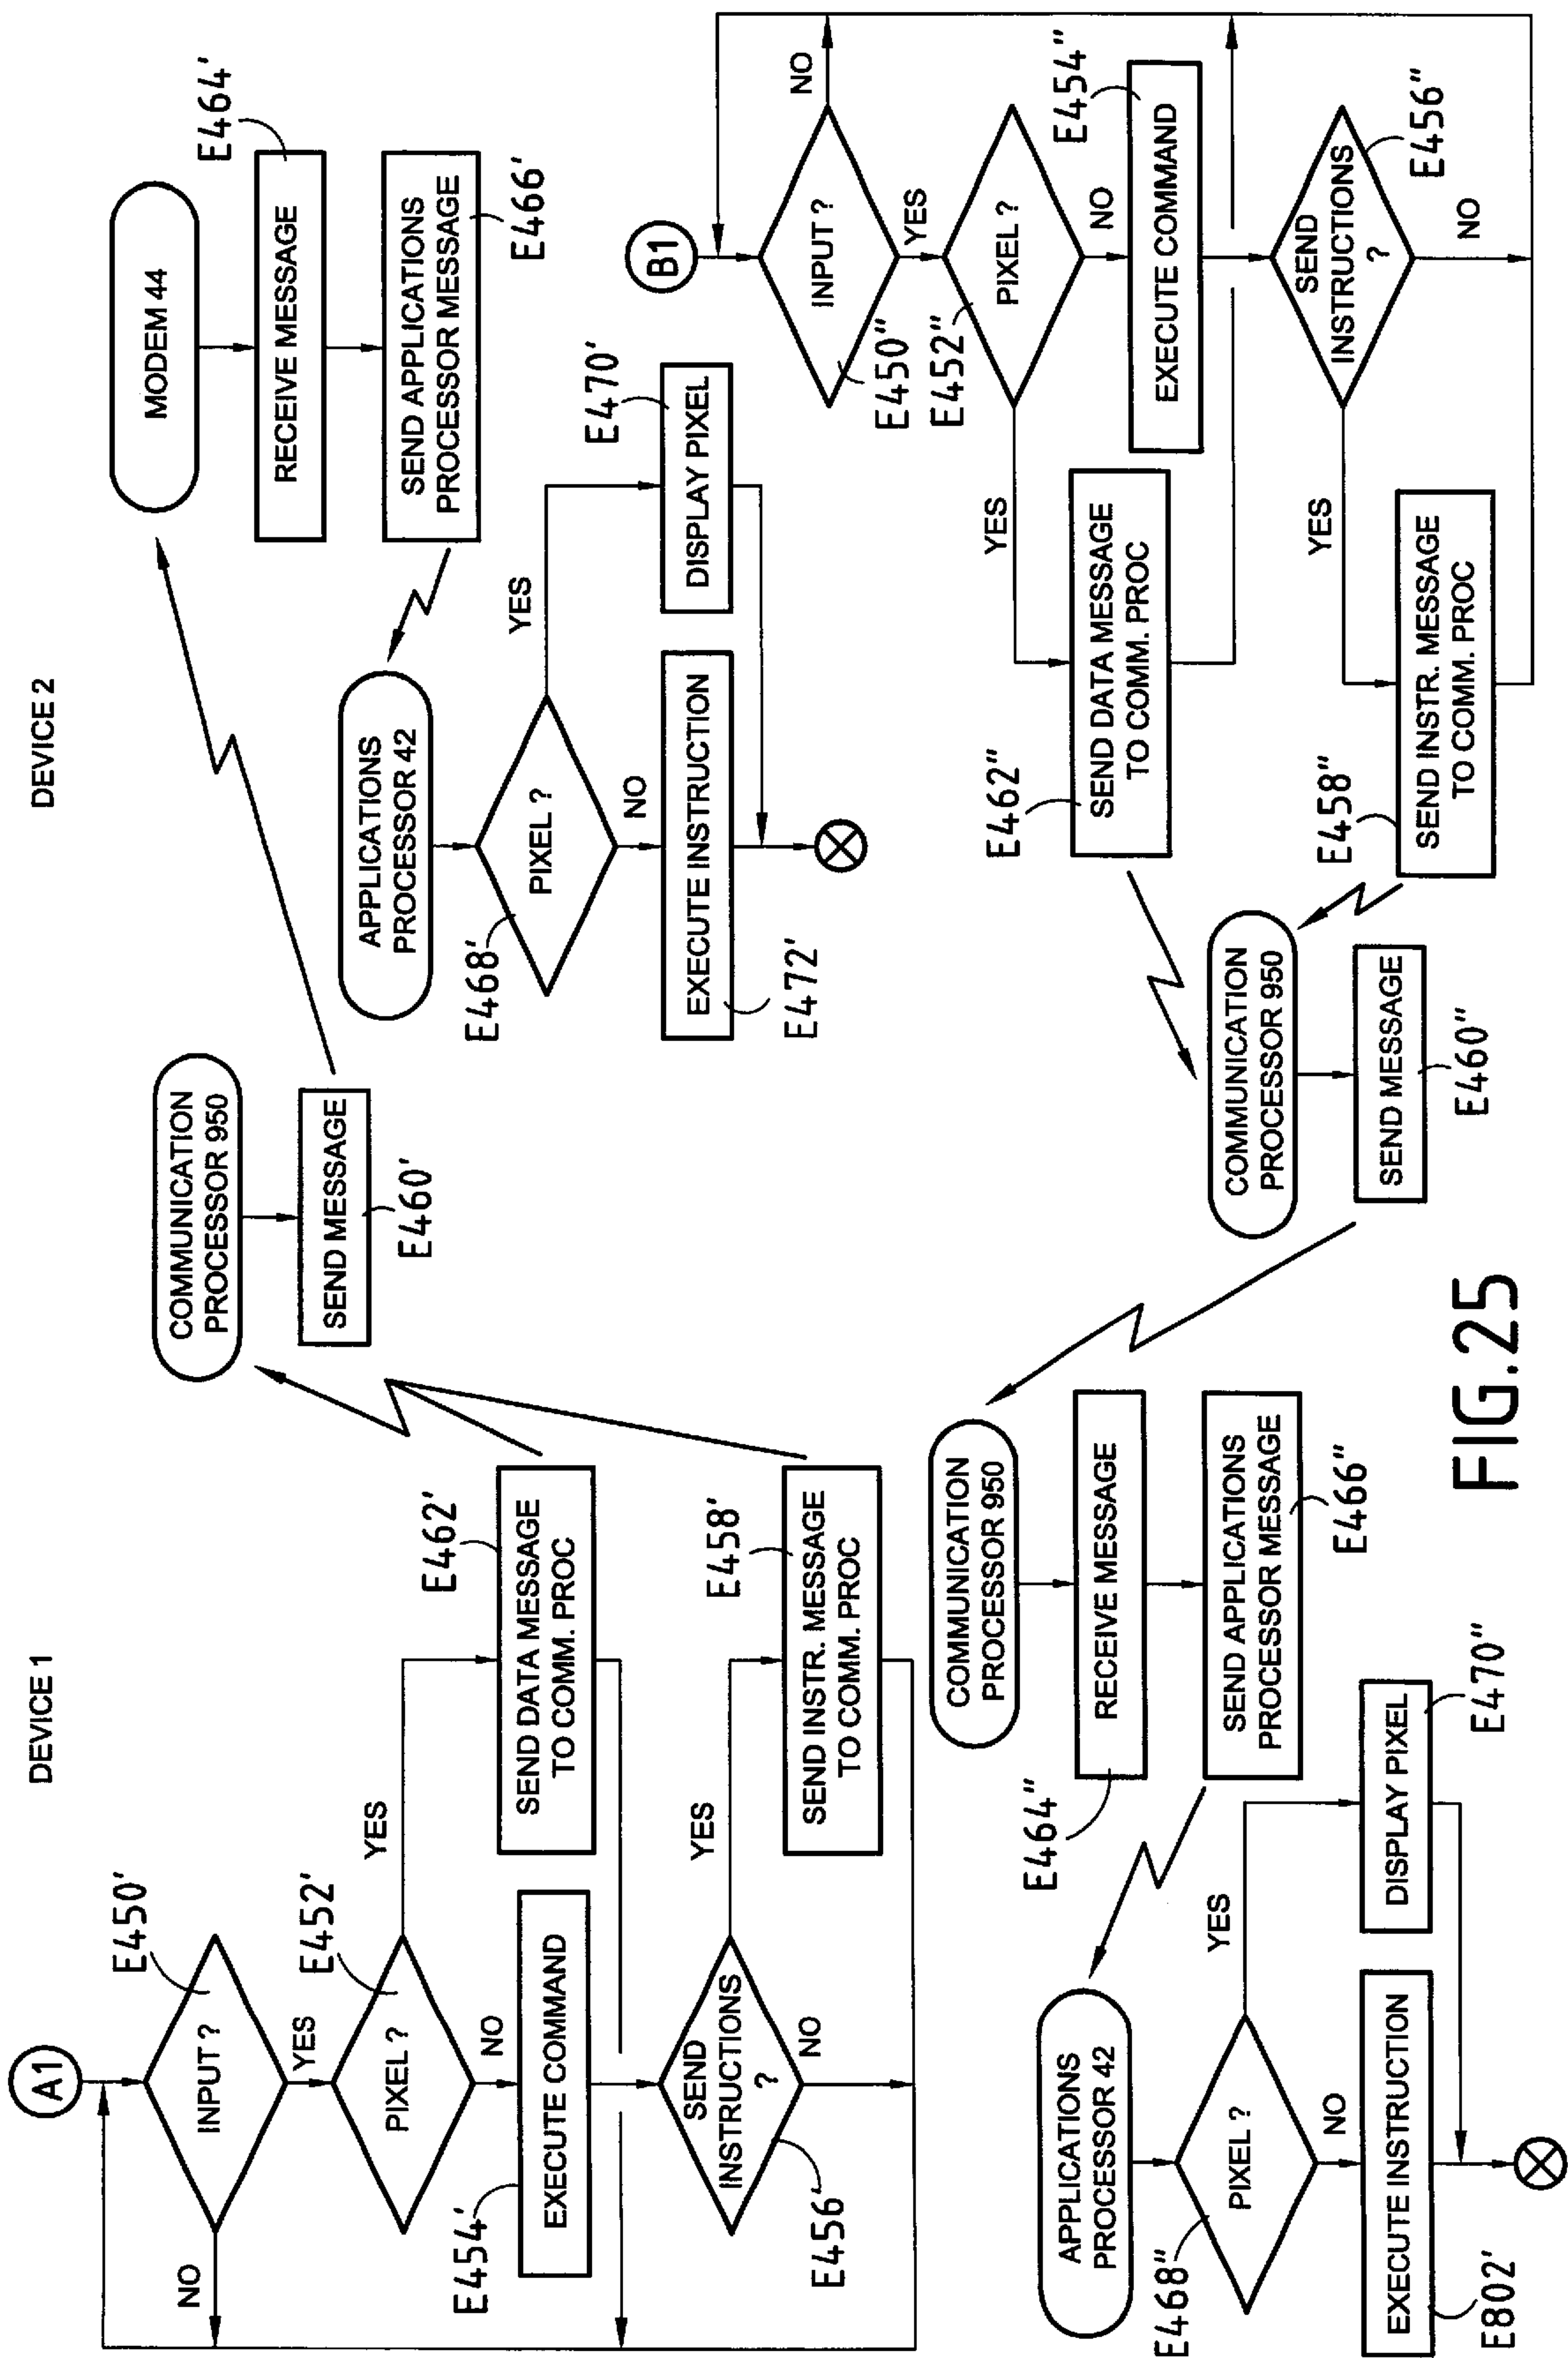 DEVICE 1
A1
INPUT ?
E450'
NO
YES
PIXEL ?
E452'
YES
NO
EXECUTE COMMAND
E454'
SEND DATA MESSAGE
TO COMM. PROC
E462'
SEND
INSTRUCTIONS
?
E456'
YES
NO
SEND INSTR. MESSAGE
TO COMM. PROC
E458'
COMMUNICATION
PROCESSOR 950
SEND MESSAGE
E460'
COMMUNICATION
PROCESSOR 950
RECEIVE MESSAGE
E464"
SEND APPLICATIONS
PROCESSOR MESSAGE
E466"
APPLICATIONS
PROCESSOR 42
PIXEL ?
E468"
YES
NO
DISPLAY PIXEL
E470"
EXECUTE INSTRUCTION
E802'
DEVICE 2
MODEM 44
RECEIVE MESSAGE
E464'
SEND APPLICATIONS
PROCESSOR MESSAGE
E466'
APPLICATIONS
PROCESSOR 42
PIXEL ?
E468'
YES
NO
DISPLAY PIXEL
E470'
EXECUTE INSTRUCTION
E472'
B1
INPUT ?
E450"
NO
YES
PIXEL ?
E452"
YES
NO
EXECUTE COMMAND
E454"
SEND DATA MESSAGE
TO COMM. PROC
E462"
SEND
INSTRUCTIONS
?
E456"
YES
NO
SEND INSTR. MESSAGE
TO COMM. PROC
E458"
COMMUNICATION
PROCESSOR 950
SEND MESSAGE
E460"
FIG.25